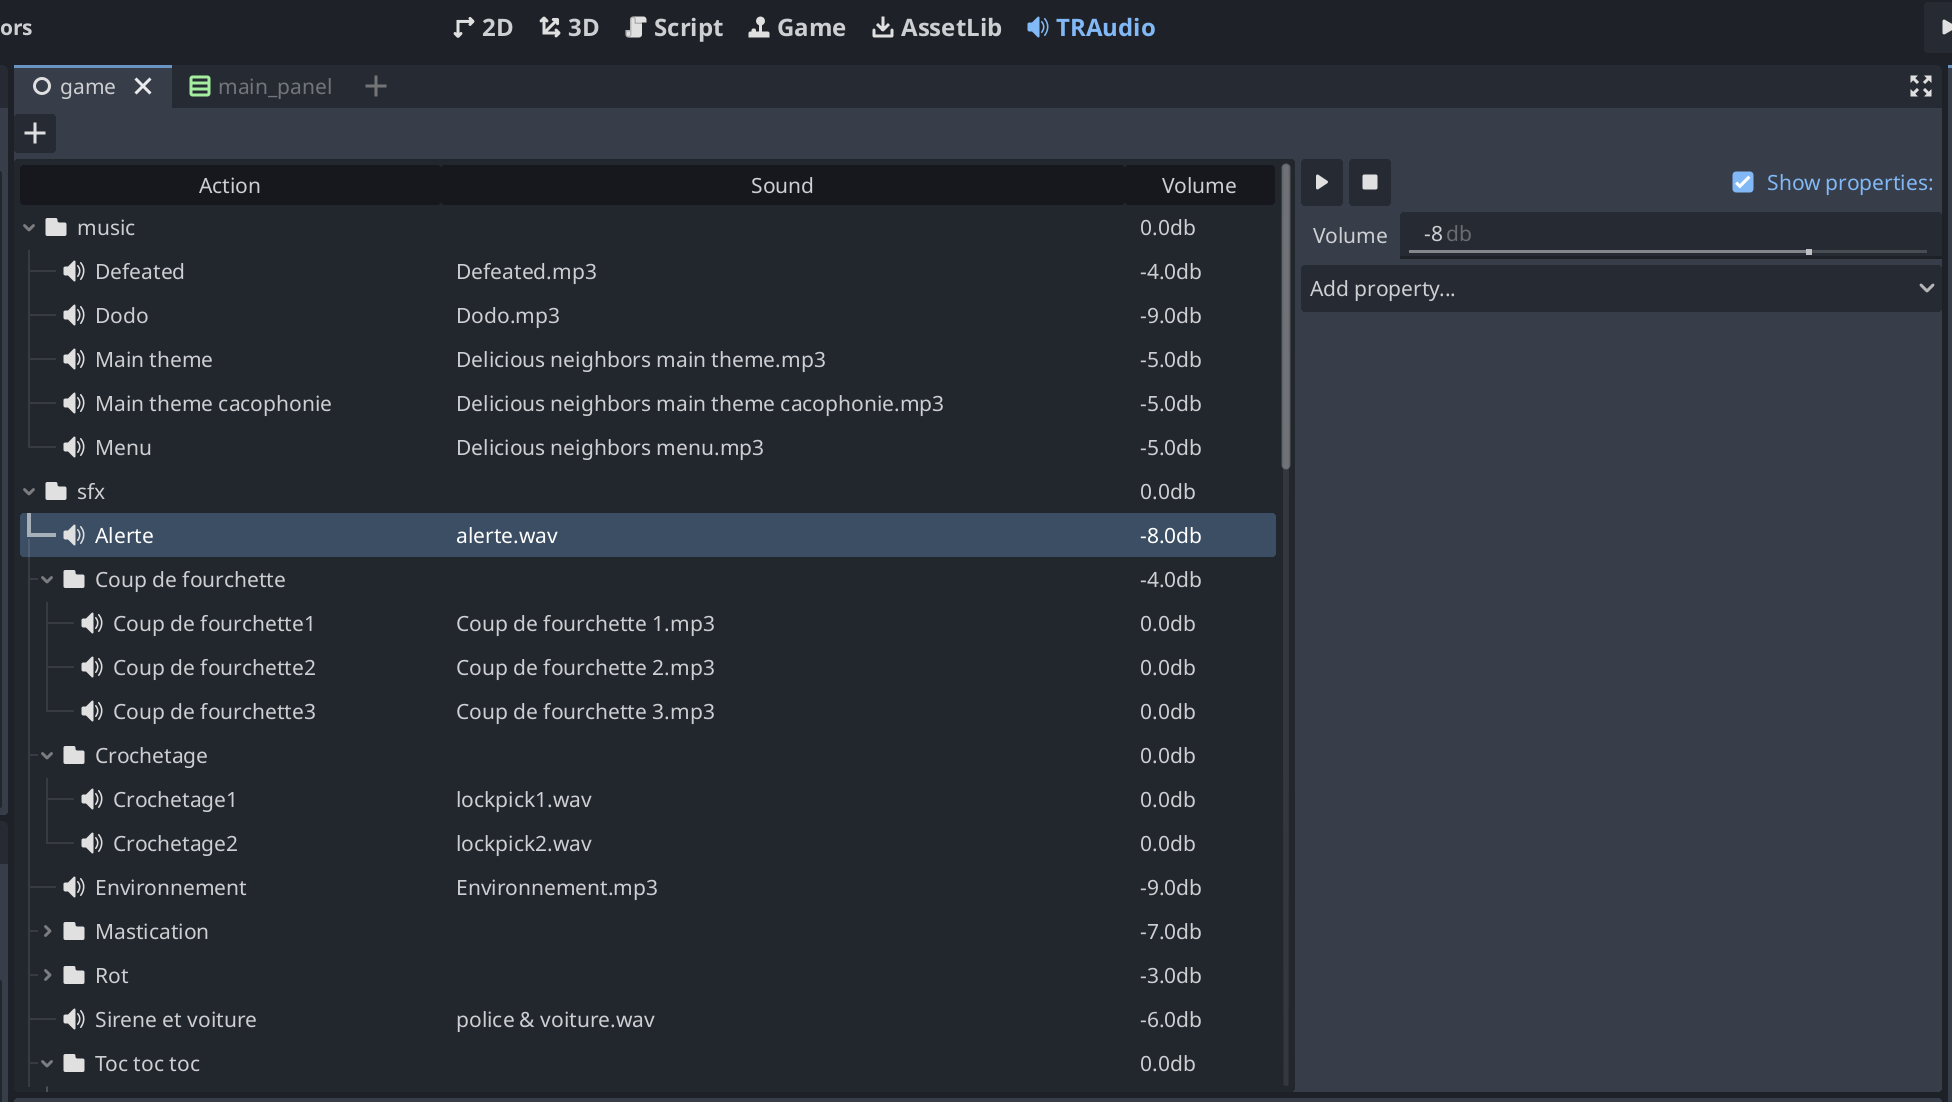 ors 2D 3D Script Game AssetLib TRAudio
game main_panel
Action Sound Volume
Show properties:
music 0.0db
Volume -8 db
Defeated Defeated.mp3 -4.0db
Add property...
Dodo Dodo.mp3 -9.0db
Main theme Delicious neighbors main theme.mp3 -5.0db
Main theme cacophonie Delicious neighbors main theme cacophonie.mp3 -5.0db
Menu Delicious neighbors menu.mp3 -5.0db
sfx 0.0db
Alerte alerte.wav -8.0db
Coup de fourchette -4.0db
Coup de fourchette1 Coup de fourchette 1.mp3 0.0db
Coup de fourchette2 Coup de fourchette 2.mp3 0.0db
Coup de fourchette3 Coup de fourchette 3.mp3 0.0db
Crochetage 0.0db
Crochetage1 lockpick1.wav 0.0db
Crochetage2 lockpick2.wav 0.0db
Environnement Environnement.mp3 -9.0db
Mastication -7.0db
Rot -3.0db
Sirene et voiture police & voiture.wav -6.0db
Toc toc toc 0.0db